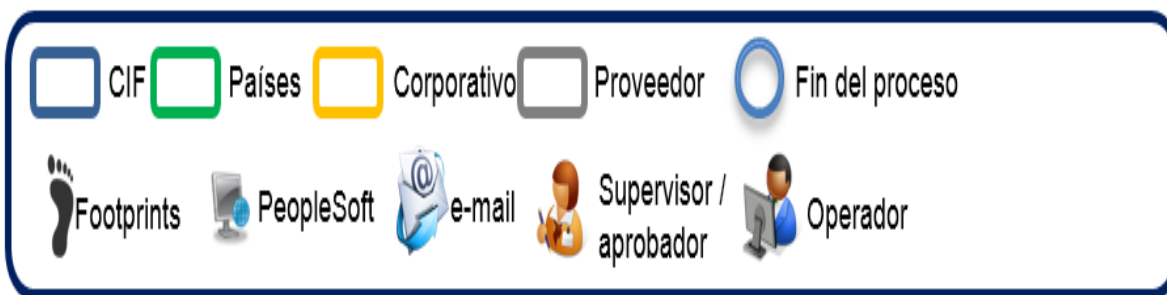 CIF Países Corporativo Proveedor Fin del proceso
Footprints PeopleSoft @ e-mail Supervisor / Operador
aprobador